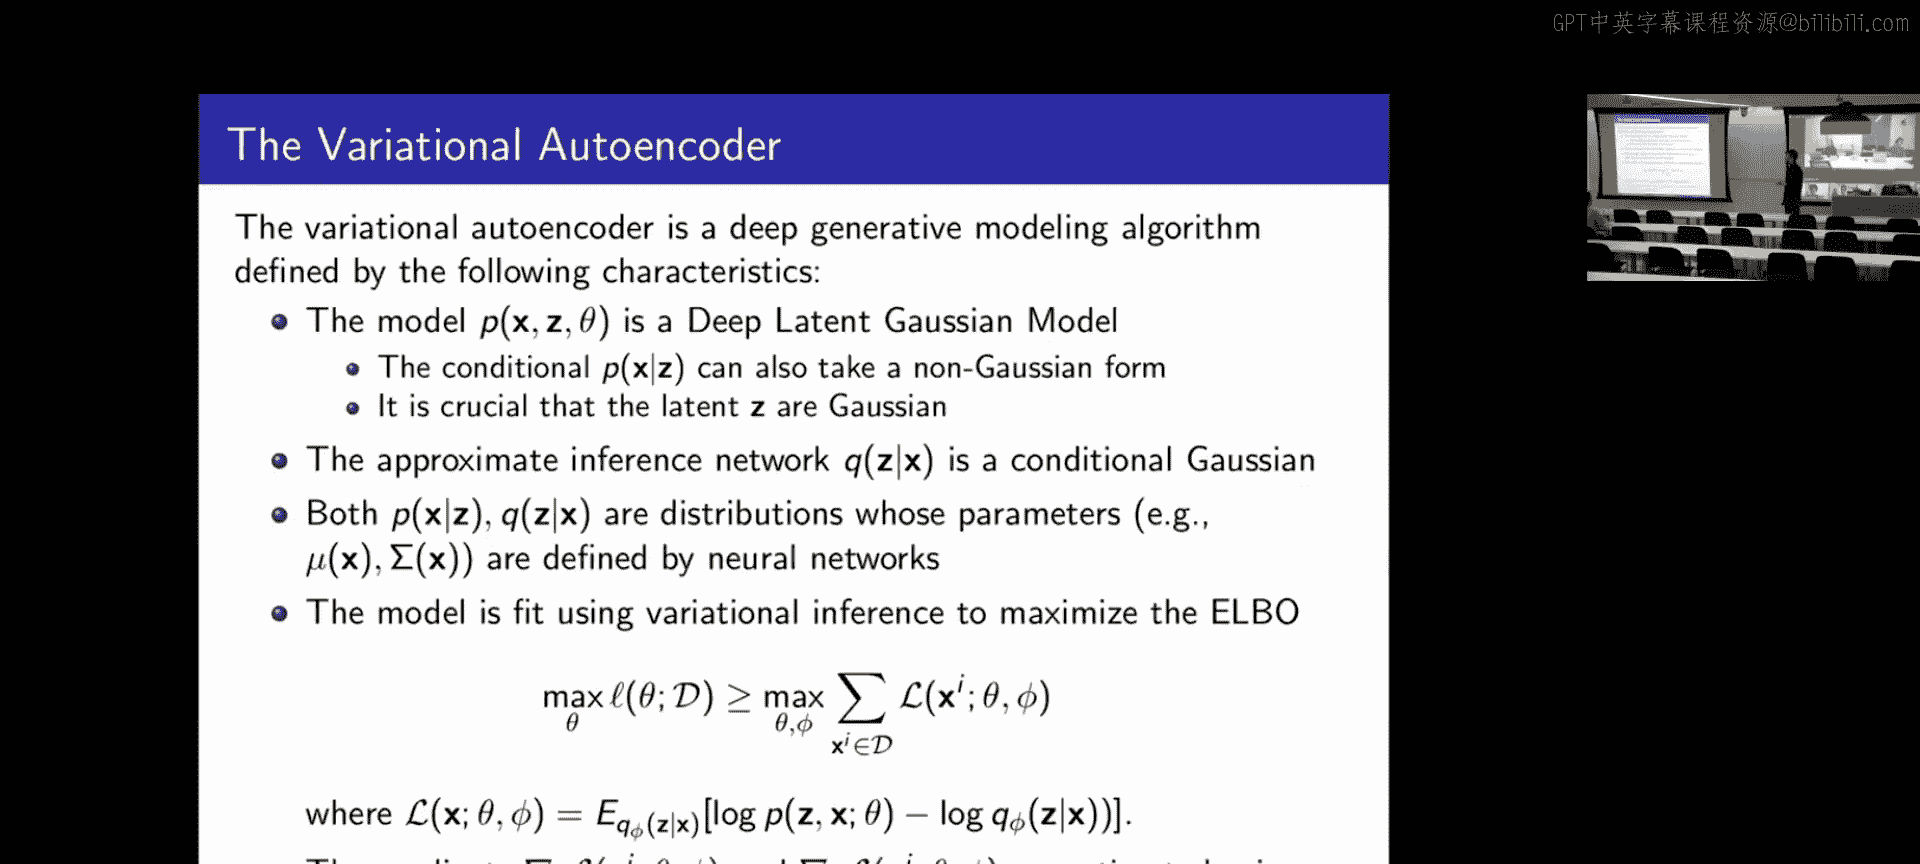 GPT中英字幕课程资源@bilibili.com
The Variational Autoencoder
The variational autoencoder is a deep generative modeling algorithm
defined by the following characteristics:
The model p(x, z, θ) is a Deep Latent Gaussian Model
The conditional p(x|z) can also take a non-Gaussian form
It is crucial that the latent z are Gaussian
The approximate inference network q(z|x) is a conditional Gaussian
Both p(x|z), q(z|x) are distributions whose parameters (e.g.,
μ(x), Σ(x)) are defined by neural networks
The model is fit using variational inference to maximize the ELBO
max_θ ℓ(θ; 𝒟) ≥ max_{θ,ϕ} ∑_{x^i∈𝒟} ℒ(x^i; θ, ϕ)
where ℒ(x; θ, ϕ) = E_{q_ϕ(z|x)}[log p(z, x; θ) − log q_ϕ(z|x))].